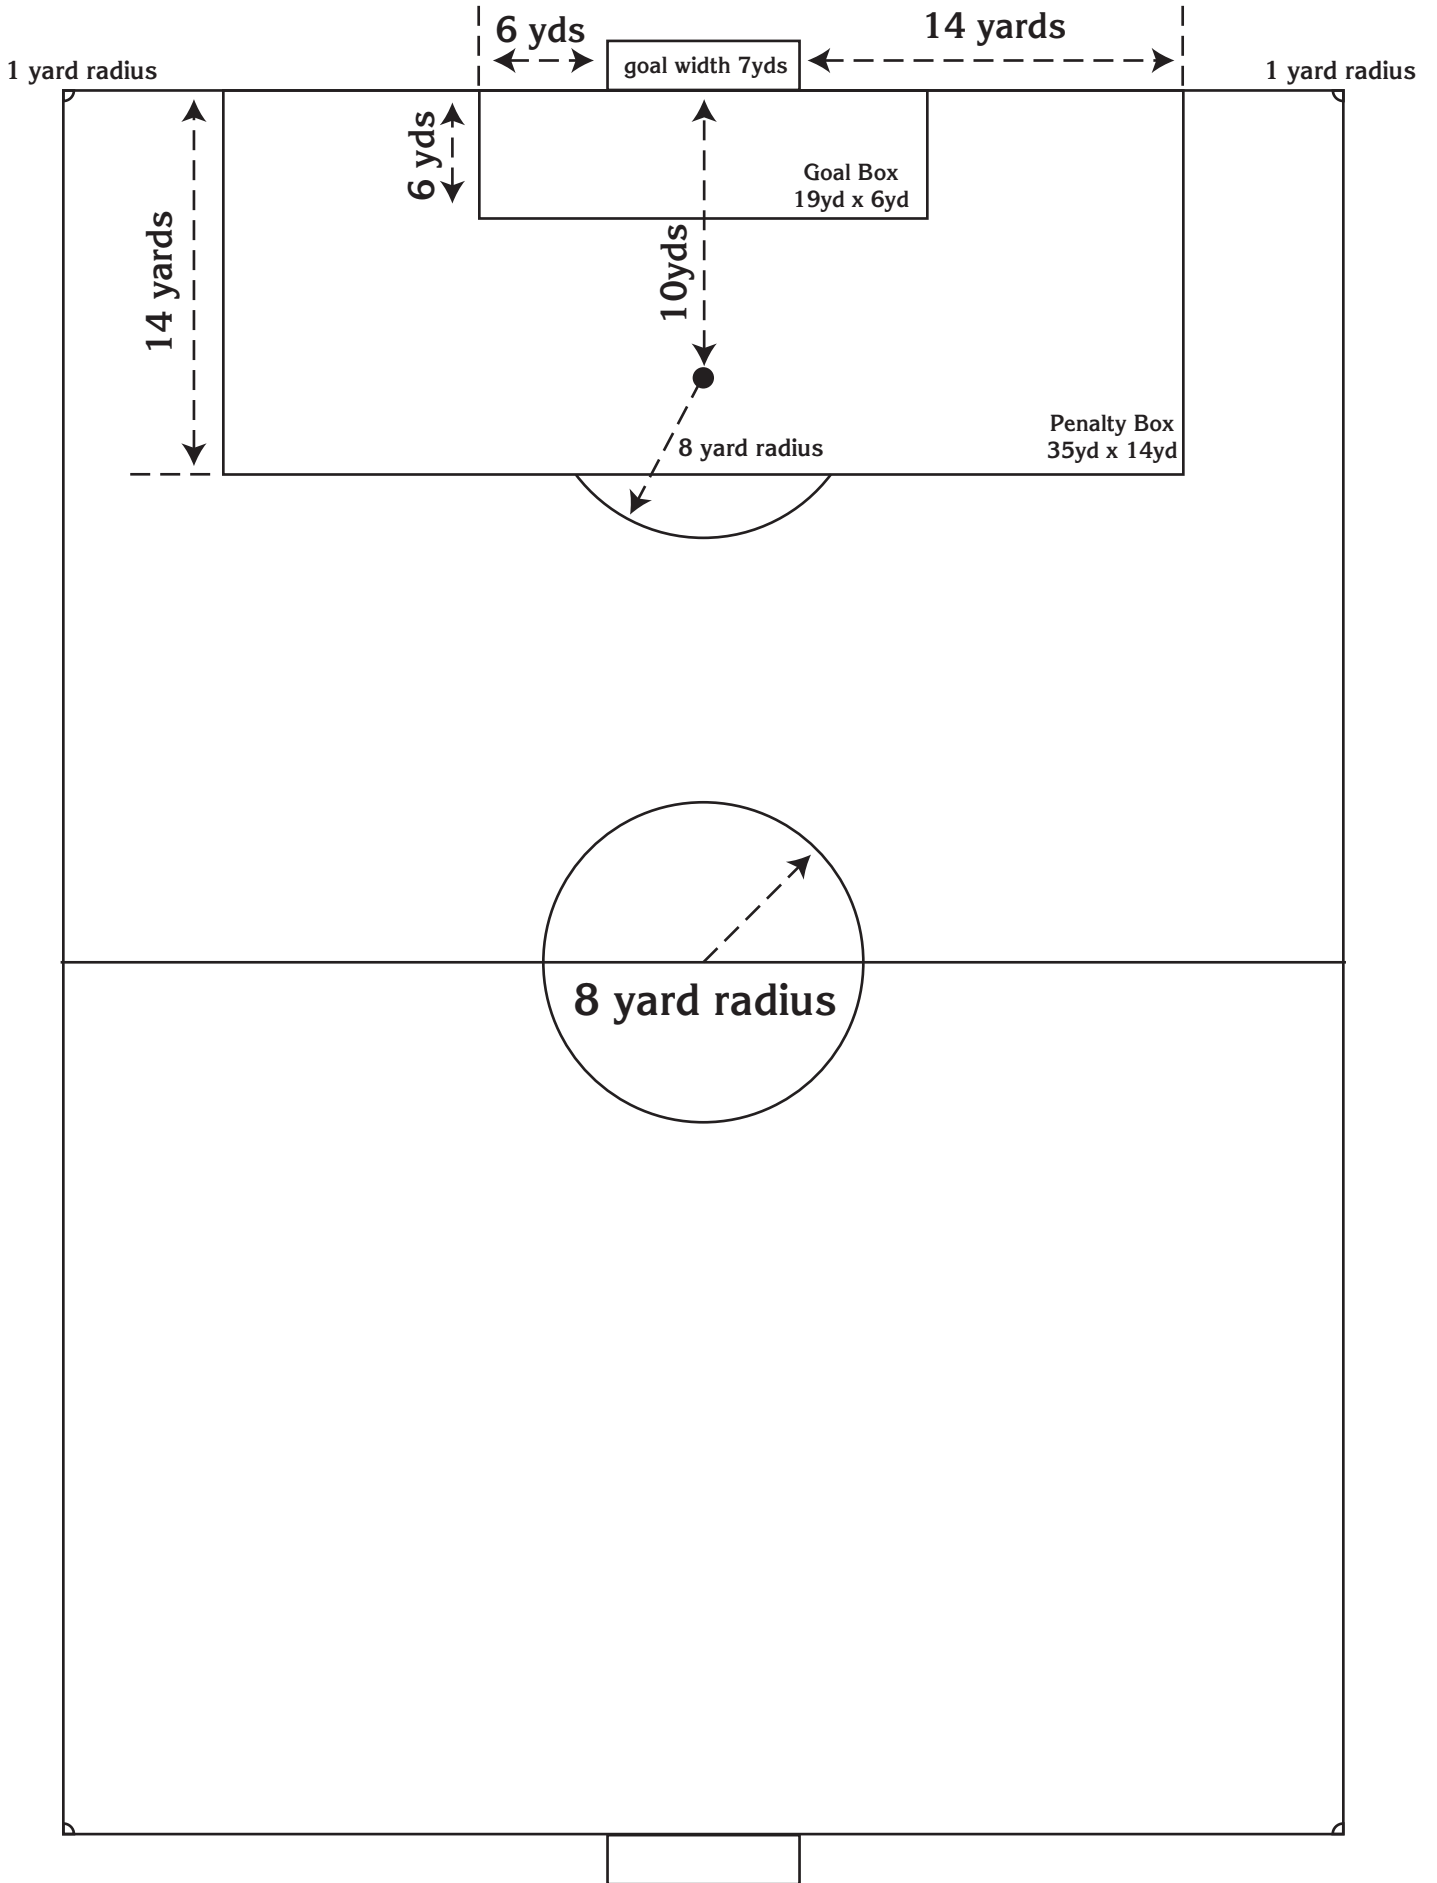 6 yds
14 yards
goal width 7yds
1 yard radius
1 yard radius
6 yds
Goal Box
19yd x 6yd
14 yards
10yds
Penalty Box
35yd x 14yd
8 yard radius
8 yard radius